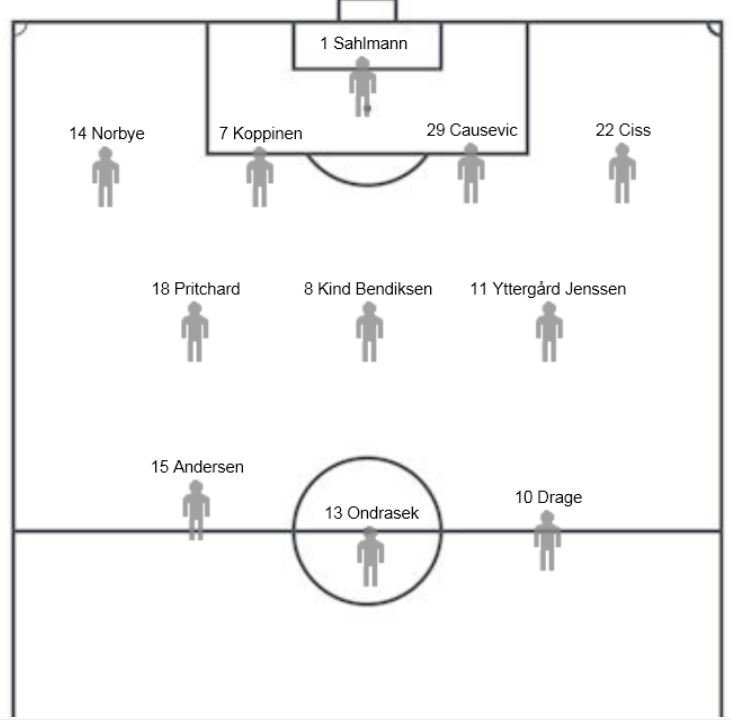 1 Sahlmann
14 Norbye
7 Koppinen
29 Causevic
22 Ciss
18 Pritchard
8 Kind Bendiksen
11 Yttergård Jenssen
15 Andersen
13 Ondrasek
10 Drage